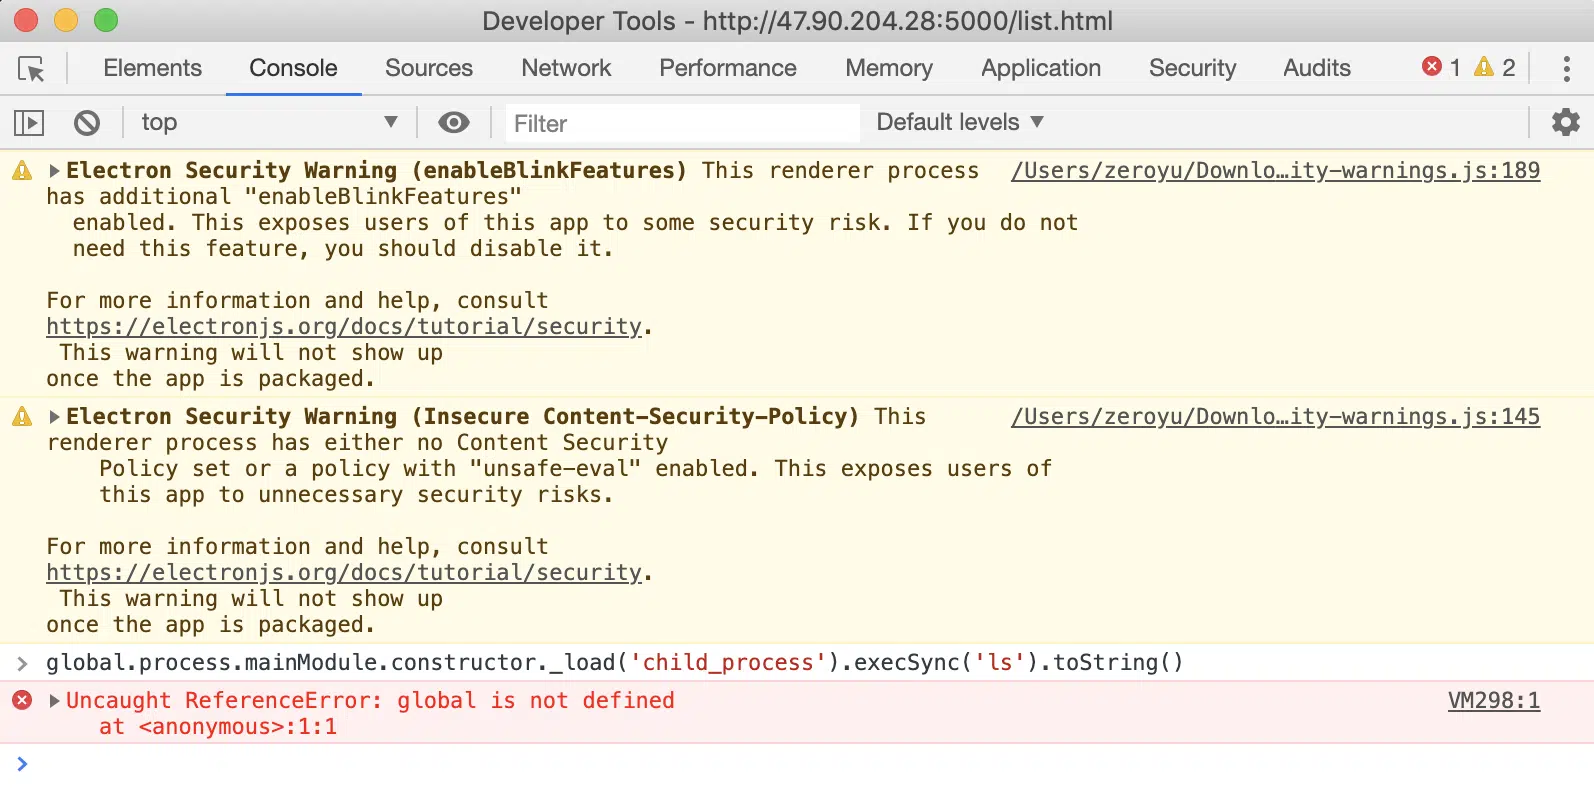 Developer Tools - http://47.90.204.28:5000/list.html
Elements Console Sources Network Performance Memory Application Security Audits 1 2
top Filter Default levels
Electron Security Warning (enableBlinkFeatures) This renderer process /Users/zeroyu/Downlo…ity-warnings.js:189
has additional "enableBlinkFeatures"
enabled. This exposes users of this app to some security risk. If you do not
need this feature, you should disable it.
For more information and help, consult
https://electronjs.org/docs/tutorial/security.
This warning will not show up
once the app is packaged.
Electron Security Warning (Insecure Content-Security-Policy) This /Users/zeroyu/Downlo…ity-warnings.js:145
renderer process has either no Content Security
Policy set or a policy with "unsafe-eval" enabled. This exposes users of
this app to unnecessary security risks.
For more information and help, consult
https://electronjs.org/docs/tutorial/security.
This warning will not show up
once the app is packaged.
> global.process.mainModule.constructor._load('child_process').execSync('ls').toString()
Uncaught ReferenceError: global is not defined VM298:1
at <anonymous>:1:1
>